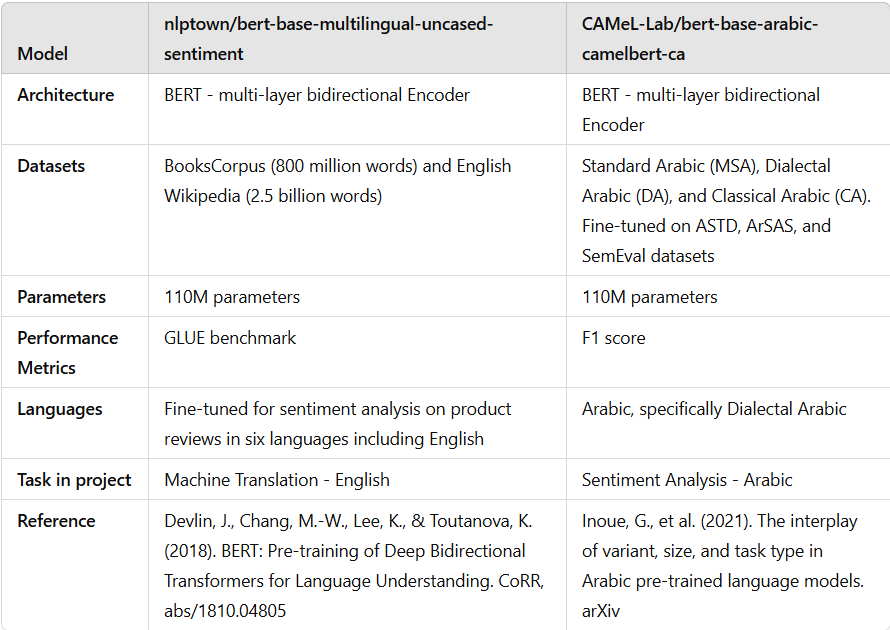 Model
nlptown/bert-base-multilingual-uncased-
sentiment
CAMeL-Lab/bert-base-arabic-
camelbert-ca
Architecture
BERT - multi-layer bidirectional Encoder
BERT - multi-layer bidirectional
Encoder
Datasets
BooksCorpus (800 million words) and English
Wikipedia (2.5 billion words)
Standard Arabic (MSA), Dialectal
Arabic (DA), and Classical Arabic (CA).
Fine-tuned on ASTD, ArSAS, and
SemEval datasets
Parameters
110M parameters
110M parameters
Performance
Metrics
GLUE benchmark
F1 score
Languages
Fine-tuned for sentiment analysis on product
reviews in six languages including English
Arabic, specifically Dialectal Arabic
Task in project
Machine Translation - English
Sentiment Analysis - Arabic
Reference
Devlin, J., Chang, M.-W., Lee, K., & Toutanova, K.
(2018). BERT: Pre-training of Deep Bidirectional
Transformers for Language Understanding. CoRR,
abs/1810.04805
Inoue, G., et al. (2021). The interplay
of variant, size, and task type in
Arabic pre-trained language models.
arXiv